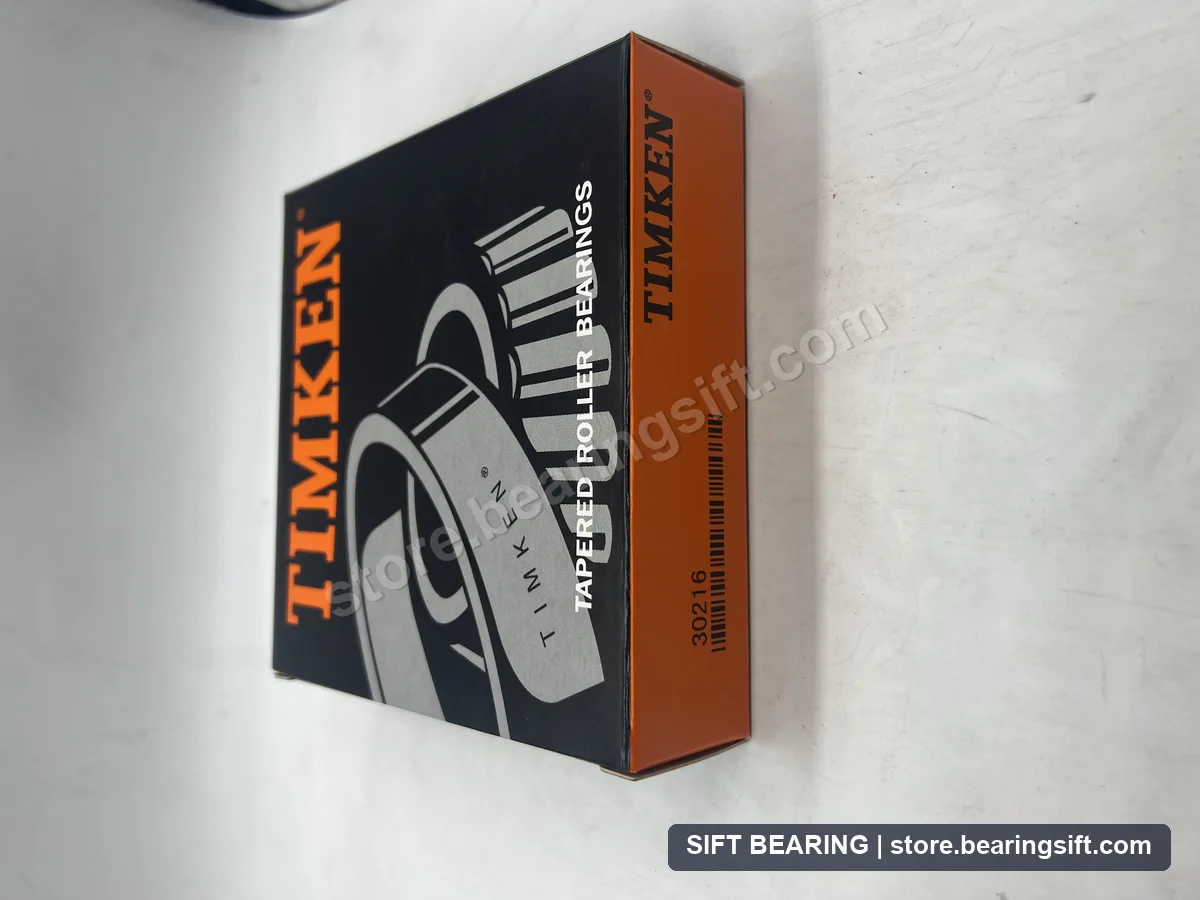 TIMKEN®
TIMKEN®
TAPERED ROLLER BEARINGS
TIMKEN®
30216
store.bearingsift.com
SIFT BEARING | store.bearingsift.com